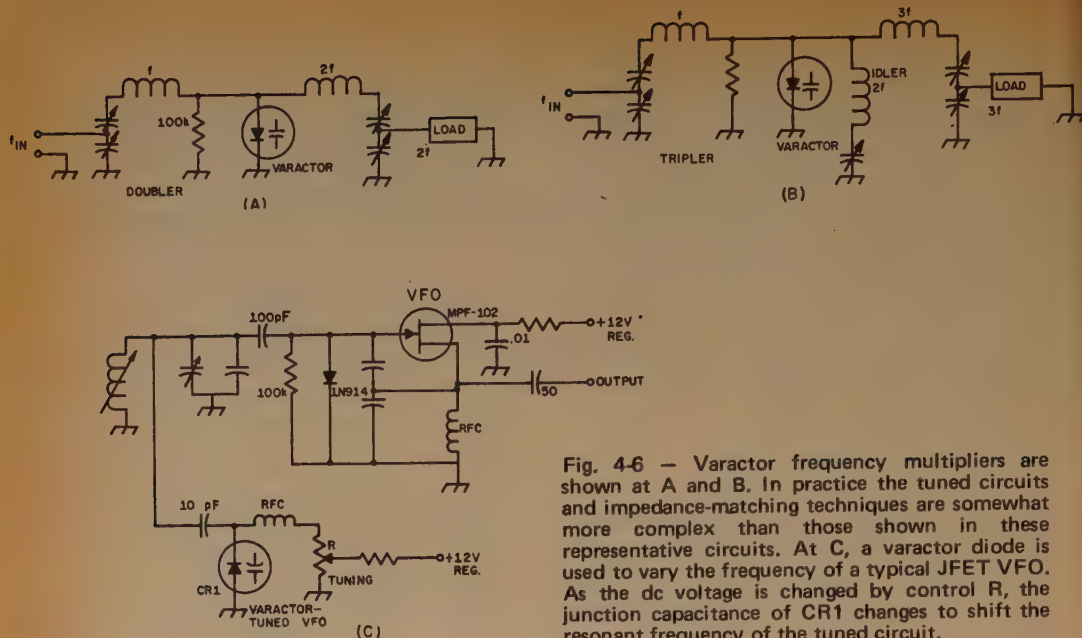 f
2f
100k
f IN
VARACTOR
LOAD
2f
DOUBLER
(A)
f
3f
f IN
IDLER
2f
LOAD
3f
VARACTOR
TRIPLER
(B)
VFO
MPF-102
100pF
+12V
REG.
.01
100k
1N914
50
OUTPUT
RFC
10 pF
RFC
R
+12V
REG.
TUNING
CR1
VARACTOR-
TUNED VFO
(C)
Fig. 4-6 — Varactor frequency multipliers are
shown at A and B. In practice the tuned circuits
and impedance-matching techniques are somewhat
more complex than those shown in these
representative circuits. At C, a varactor diode is
used to vary the frequency of a typical JFET VFO.
As the dc voltage is changed by control R, the
junction capacitance of CR1 changes to shift the
resonant frequency of the tuned circuit.